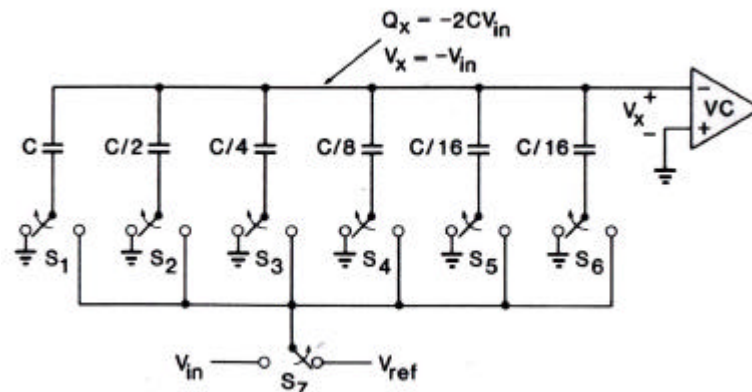 Qx = -2CVin
Vx = -Vin
C
C/2
C/4
C/8
C/16
C/16
Vx
+
-
-
+
VC
S1
S2
S3
S4
S5
S6
Vin
S7
Vref